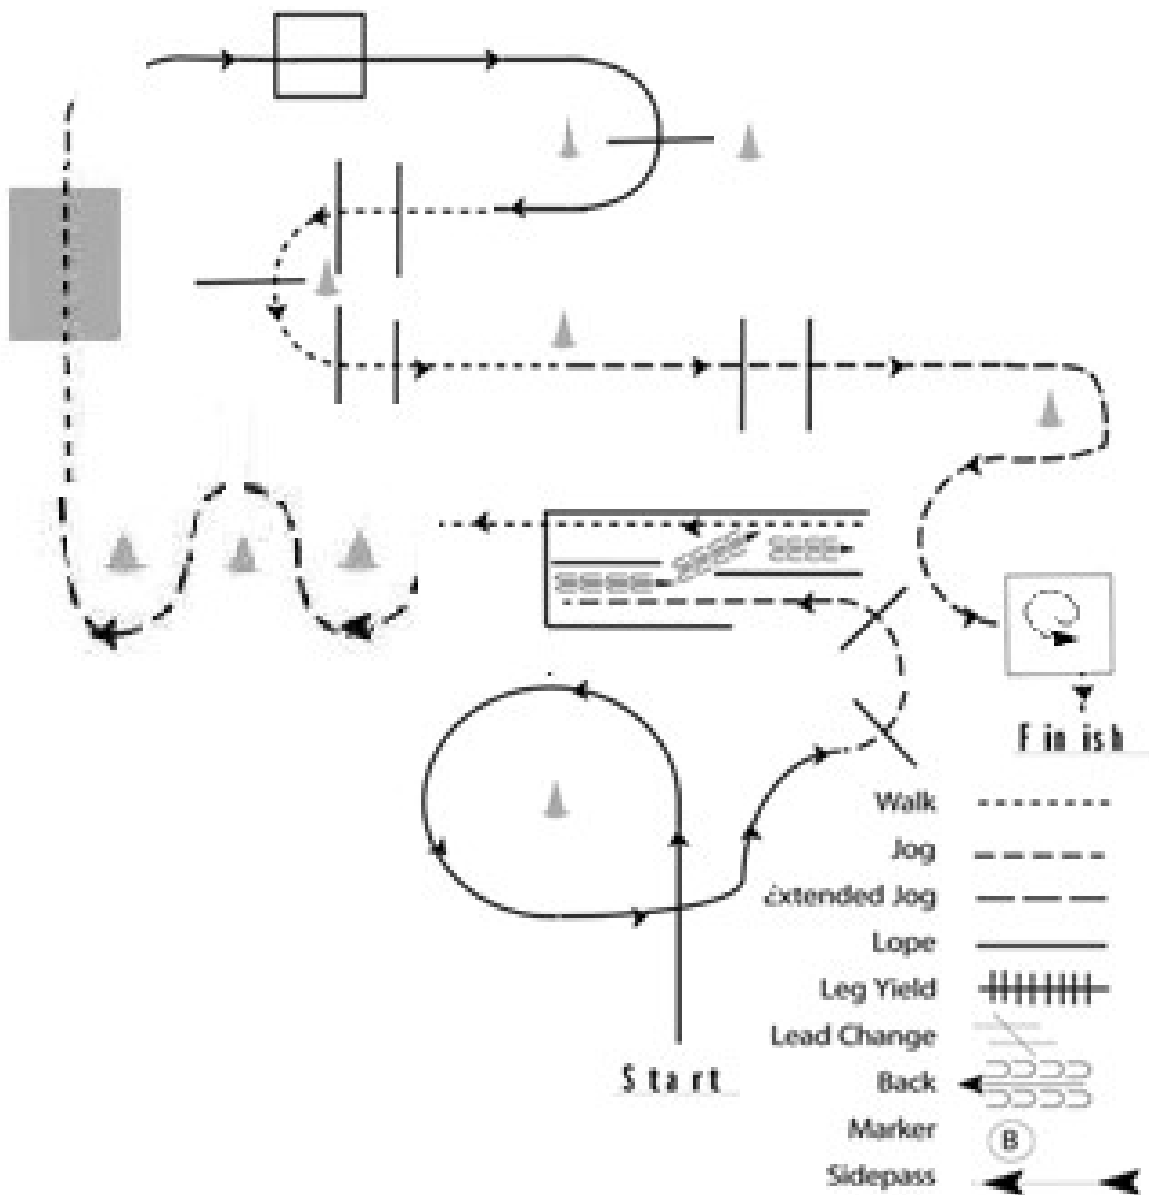 Finish
Walk
Jog
Extended Jog
Lope
Leg Yield
Lead Change
Start
Back
Marker
B
Sidepass